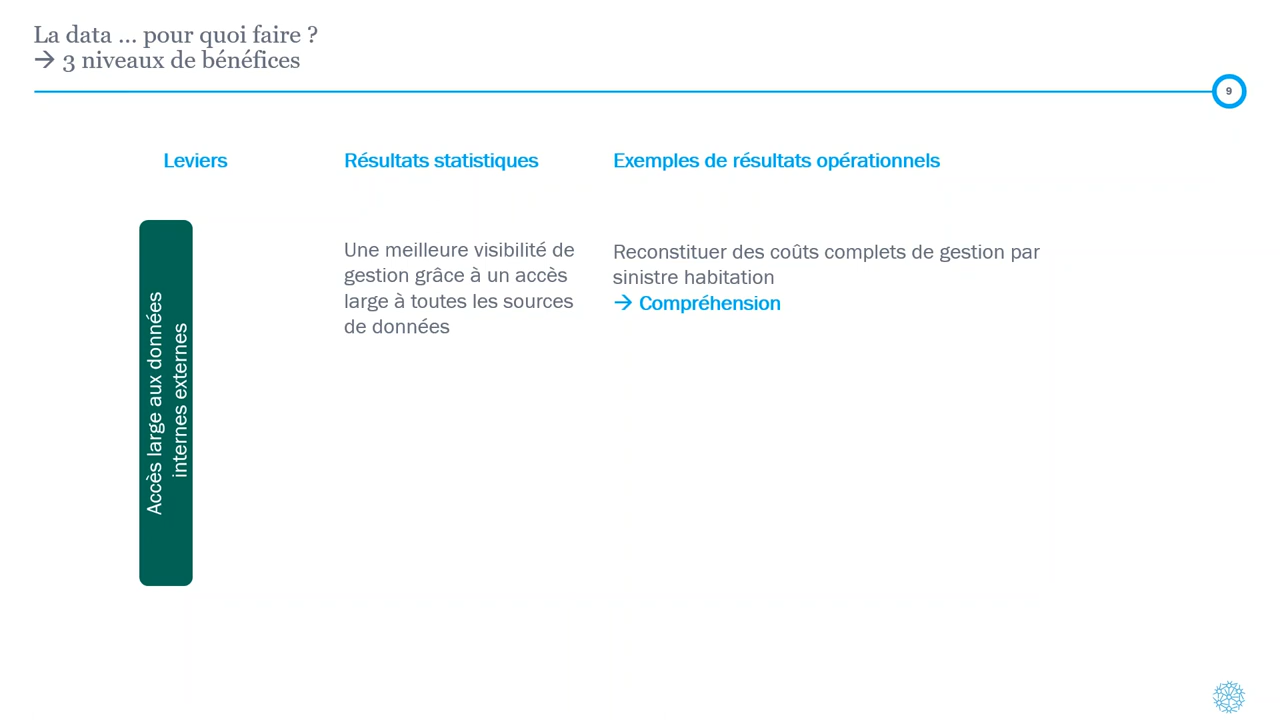 La data ... pour quoi faire ?
→ 3 niveaux de bénéfices
9
Leviers
Résultats statistiques
Exemples de résultats opérationnels
Accès large aux données
internes externes
Une meilleure visibilité de
gestion grâce à un accès
large à toutes les sources
de données
Reconstituer des coûts complets de gestion par
sinistre habitation
→ Compréhension